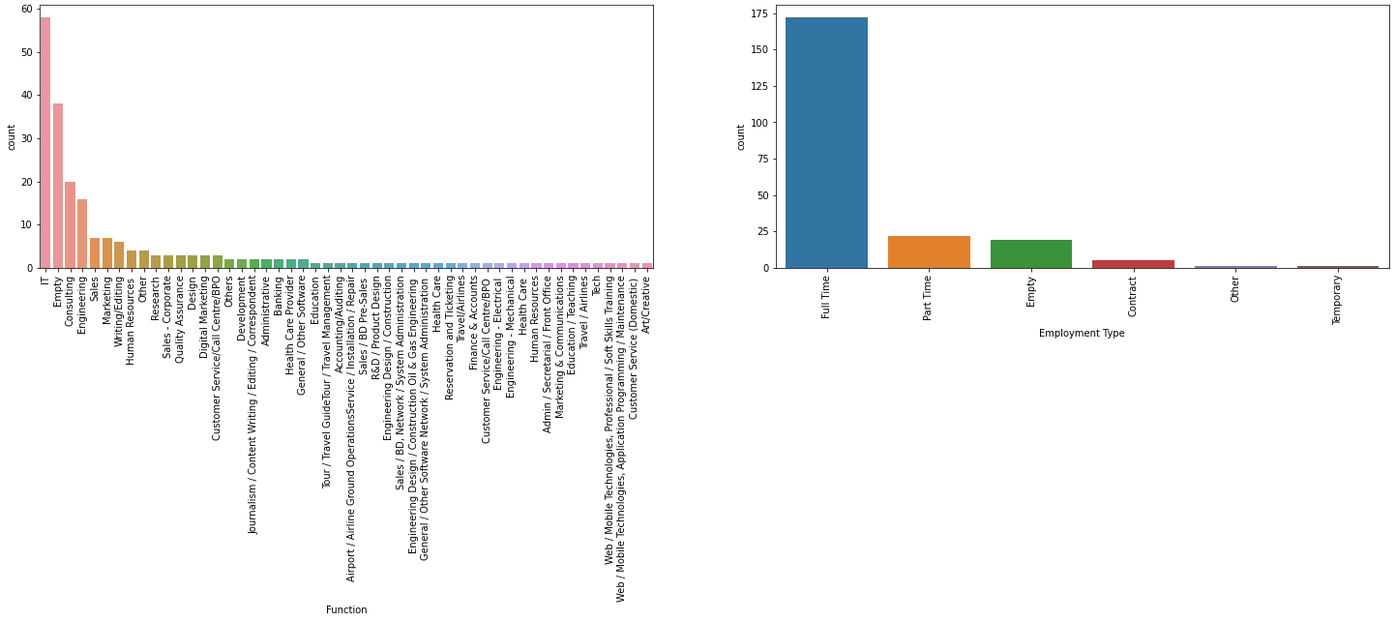 60
50
40
30
20
10
0
count
IT
Empty
Consulting
Engineering
Sales
Marketing
Writing/Editing
Human Resources
Other
Research
Sales - Corporate
Quality Assurance
Design
Digital Marketing
Customer Service/Call Centre/BPO
Others
Development
Journalism / Content Writing / Editing / Correspondent
Administrative
Banking
Health Care Provider
General / Other Software
Education
Tour / Travel GuideTour / Travel Management
Accounting/Auditing
Airport / Airline Ground OperationsService / Installation / Repair
Sales / BD Pre-Sales
R&D / Product Design
Engineering Design / Construction
Sales / BD, Network / System Administration
Engineering Design / Construction Oil & Gas Engineering
General / Other Software Network / System Administration
Health Care
Reservation and Ticketing
Travel/Airlines
Finance & Accounts
Customer Service/Call Centre/BPO
Engineering - Electrical
Engineering - Mechanical
Health Care
Human Resources
Admin / Secretarial / Front Office
Marketing & Communications
Education / Teaching
Travel / Airlines
Web / Mobile Technologies, Professional / Soft Skills Training
Web / Mobile Technologies, Application Programming / Maintenance
Customer Service (Domestic)
Tech
Art/Creative
Function
175
150
125
100
75
50
25
0
count
Full Time
Part Time
Empty
Contract
Other
Temporary
Employment Type